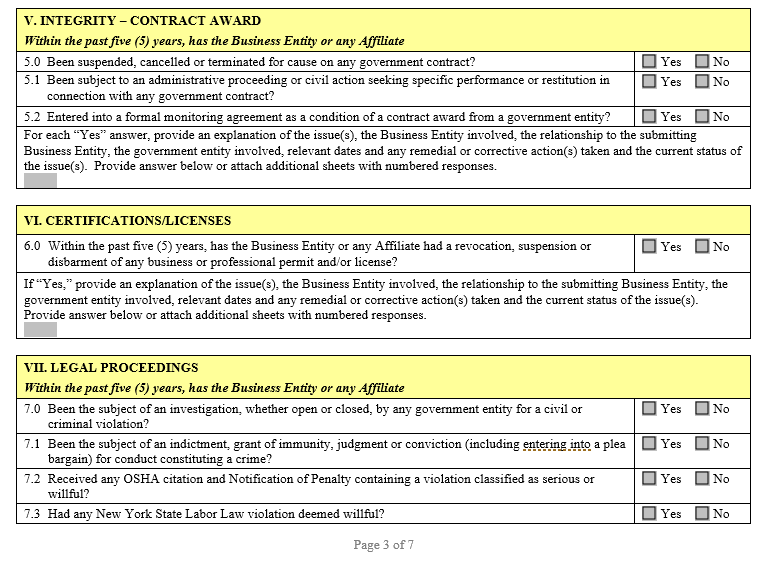 V. INTEGRITY – CONTRACT AWARD
Within the past five (5) years, has the Business Entity or any Affiliate
5.0 Been suspended, cancelled or terminated for cause on any government contract? Yes No
5.1 Been subject to an administrative proceeding or civil action seeking specific performance or restitution in Yes No
connection with any government contract?
5.2 Entered into a formal monitoring agreement as a condition of a contract award from a government entity? Yes No
For each “Yes” answer, provide an explanation of the issue(s), the Business Entity involved, the relationship to the submitting
Business Entity, the government entity involved, relevant dates and any remedial or corrective action(s) taken and the current status of
the issue(s). Provide answer below or attach additional sheets with numbered responses.
VI. CERTIFICATIONS/LICENSES
6.0 Within the past five (5) years, has the Business Entity or any Affiliate had a revocation, suspension or Yes No
disbarment of any business or professional permit and/or license?
If “Yes,” provide an explanation of the issue(s), the Business Entity involved, the relationship to the submitting Business Entity, the
government entity involved, relevant dates and any remedial or corrective action(s) taken and the current status of the issue(s).
Provide answer below or attach additional sheets with numbered responses.
VII. LEGAL PROCEEDINGS
Within the past five (5) years, has the Business Entity or any Affiliate
7.0 Been the subject of an investigation, whether open or closed, by any government entity for a civil or Yes No
criminal violation?
7.1 Been the subject of an indictment, grant of immunity, judgment or conviction (including entering into a plea Yes No
bargain) for conduct constituting a crime?
7.2 Received any OSHA citation and Notification of Penalty containing a violation classified as serious or Yes No
willful?
7.3 Had any New York State Labor Law violation deemed willful? Yes No
Page 3 of 7